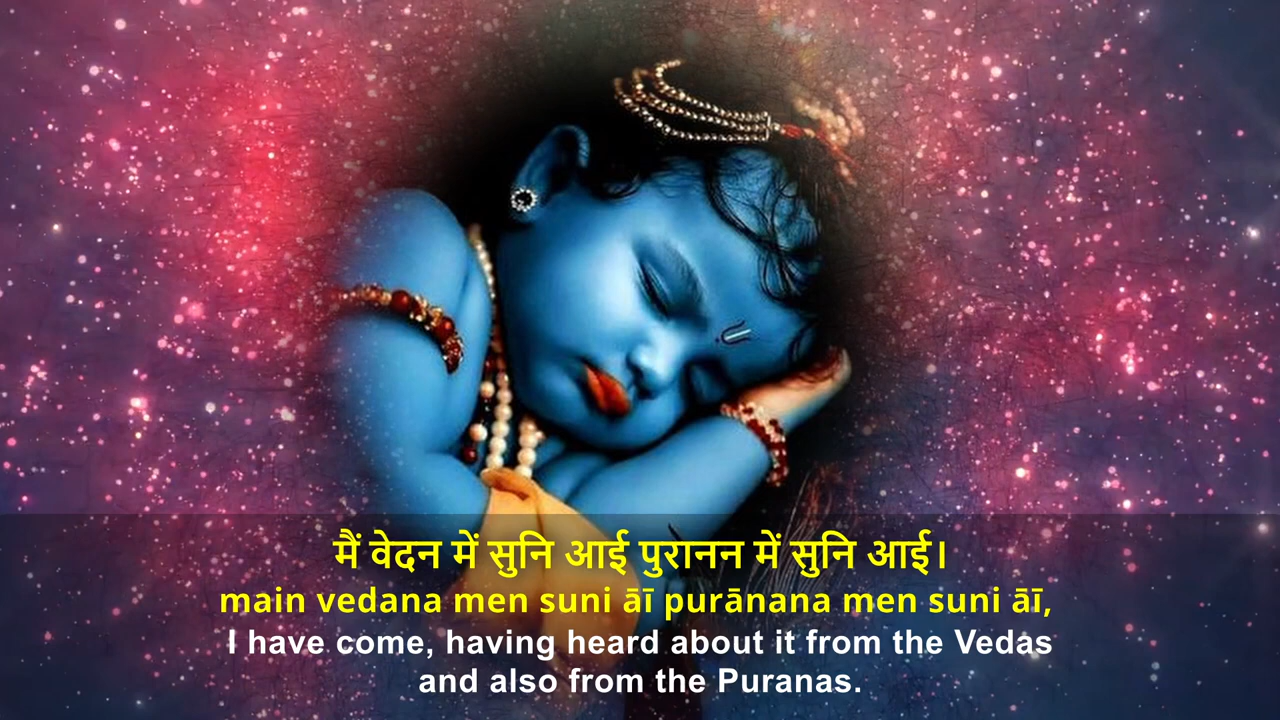 मैं वेदन में सुनि आई पुरानन में सुनि आई।
main vedana men suni āī purānana men suni āī,
I have come, having heard about it from the Vedas
and also from the Puranas.